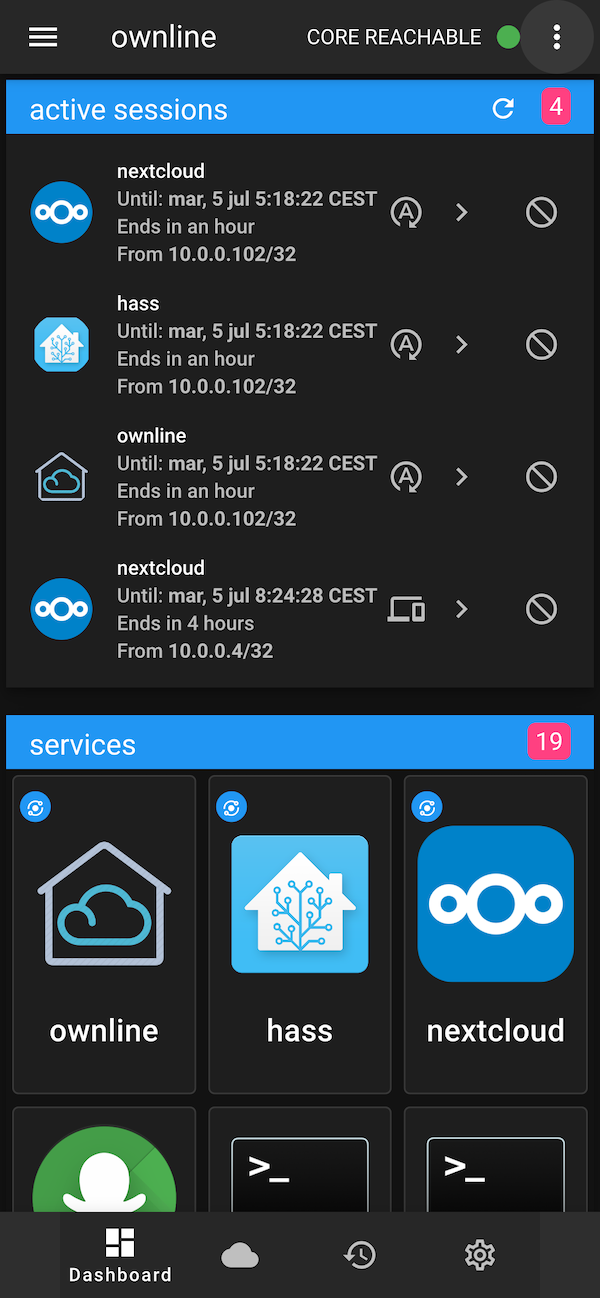 ownline
CORE REACHABLE
active sessions
4
nextcloud
Until: mar, 5 jul 5:18:22 CEST
Ends in an hour
From 10.0.0.102/32
hass
Until: mar, 5 jul 5:18:22 CEST
Ends in an hour
From 10.0.0.102/32
ownline
Until: mar, 5 jul 5:18:22 CEST
Ends in an hour
From 10.0.0.102/32
nextcloud
Until: mar, 5 jul 8:24:28 CEST
Ends in 4 hours
From 10.0.0.4/32
services
19
ownline
hass
nextcloud
>_
>_
Dashboard